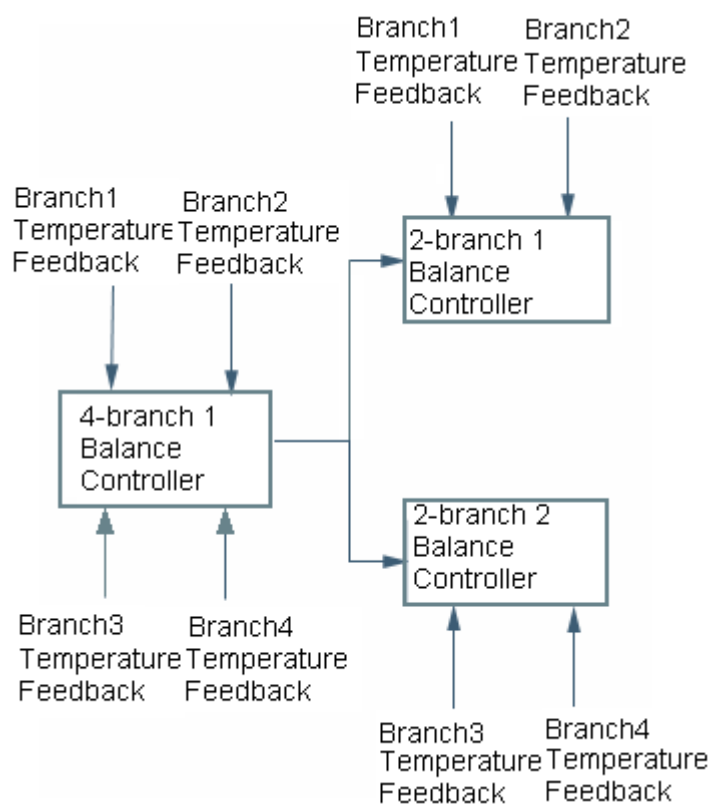 Branch1
Temperature
Feedback
Branch2
Temperature
Feedback
Branch1
Temperature
Feedback
Branch2
Temperature
Feedback
2-branch 1
Balance
Controller
4-branch 1
Balance
Controller
2-branch 2
Balance
Controller
Branch3
Temperature
Feedback
Branch4
Temperature
Feedback
Branch3
Temperature
Feedback
Branch4
Temperature
Feedback